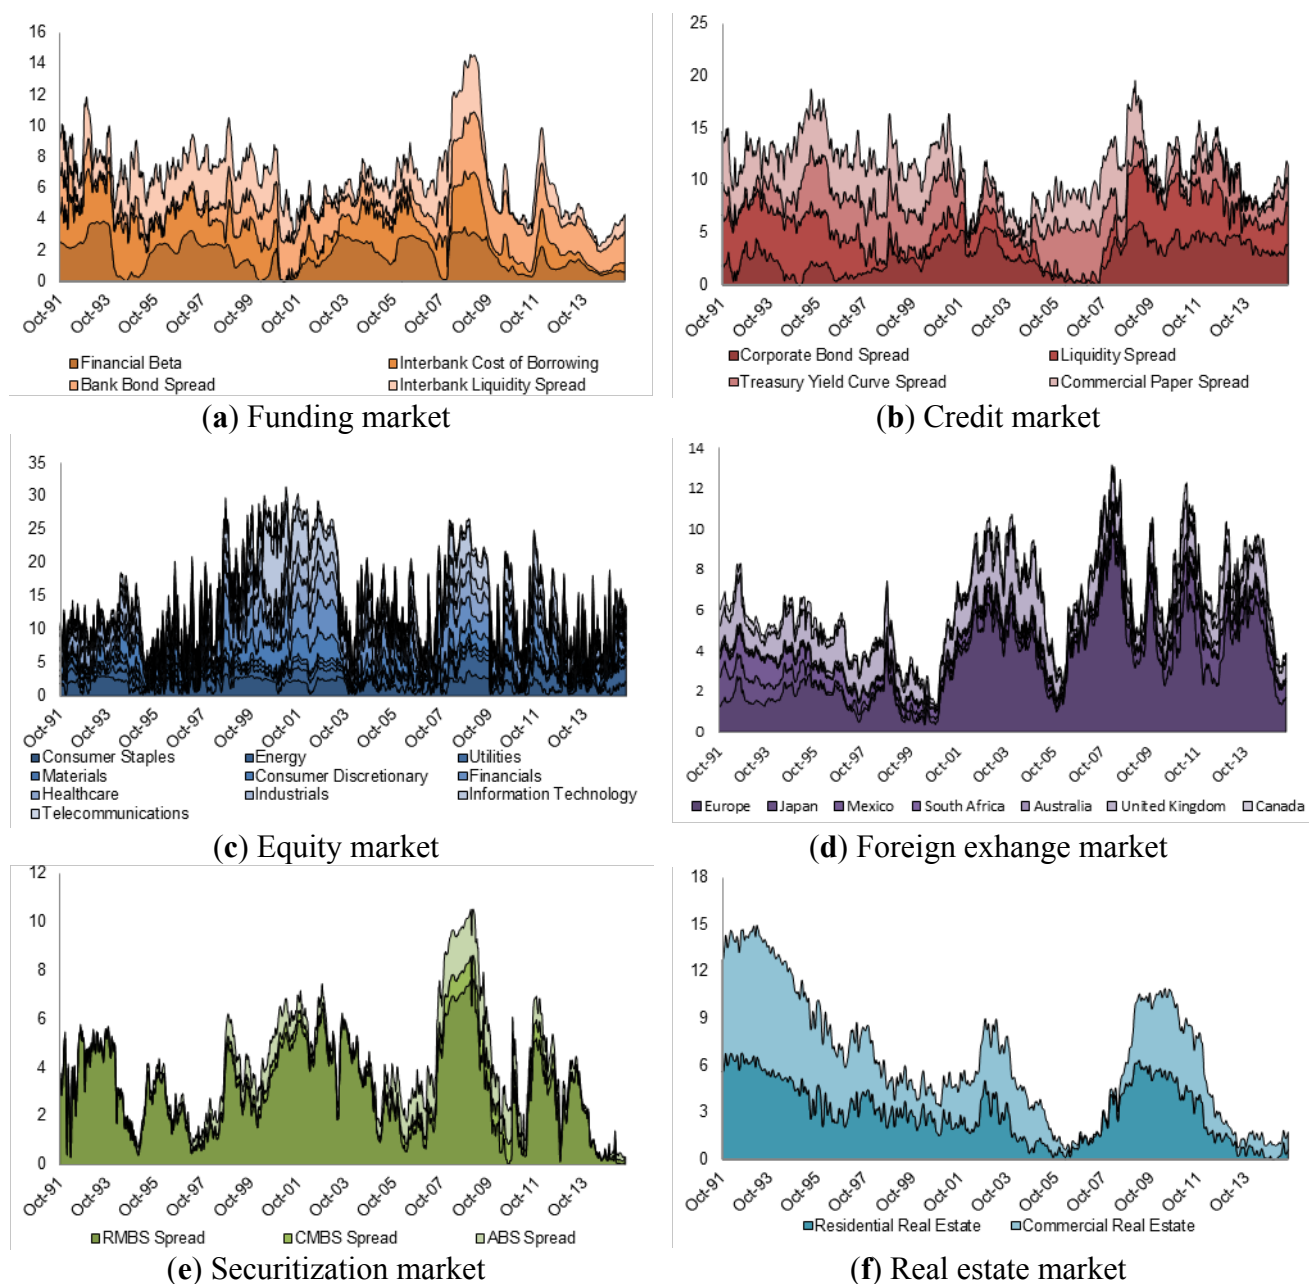 16
14
12
10
8
6
4
2
0
Oct-91
Oct-93
Oct-95
Oct-97
Oct-99
Oct-01
Oct-03
Oct-05
Oct-07
Oct-09
Oct-11
Oct-13
Financial Beta
Interbank Cost of Borrowing
Bank Bond Spread
Interbank Liquidity Spread
(a) Funding market
25
20
15
10
5
0
Oct-91
Oct-93
Oct-95
Oct-97
Oct-99
Oct-01
Oct-03
Oct-05
Oct-07
Oct-09
Oct-11
Oct-13
Corporate Bond Spread
Liquidity Spread
Treasury Yield Curve Spread
Commercial Paper Spread
(b) Credit market
35
30
25
20
15
10
5
0
Oct-91
Oct-93
Oct-95
Oct-97
Oct-99
Oct-01
Oct-03
Oct-05
Oct-07
Oct-09
Oct-11
Oct-13
Consumer Staples
Energy
Utilities
Materials
Consumer Discretionary
Financials
Healthcare
Industrials
Information Technology
Telecommunications
(c) Equity market
14
12
10
8
6
4
2
0
Oct-91
Oct-93
Oct-95
Oct-97
Oct-99
Oct-01
Oct-03
Oct-05
Oct-07
Oct-09
Oct-11
Oct-13
Europe
Japan
Mexico
South Africa
Australia
United Kingdom
Canada
(d) Foreign exhange market
12
10
8
6
4
2
0
Oct-91
Oct-93
Oct-95
Oct-97
Oct-99
Oct-01
Oct-03
Oct-05
Oct-07
Oct-09
Oct-11
Oct-13
RMBS Spread
CMBS Spread
ABS Spread
(e) Securitization market
18
15
12
9
6
3
0
Oct-91
Oct-93
Oct-95
Oct-97
Oct-99
Oct-01
Oct-03
Oct-05
Oct-07
Oct-09
Oct-11
Oct-13
Residential Real Estate
Commercial Real Estate
(f) Real estate market